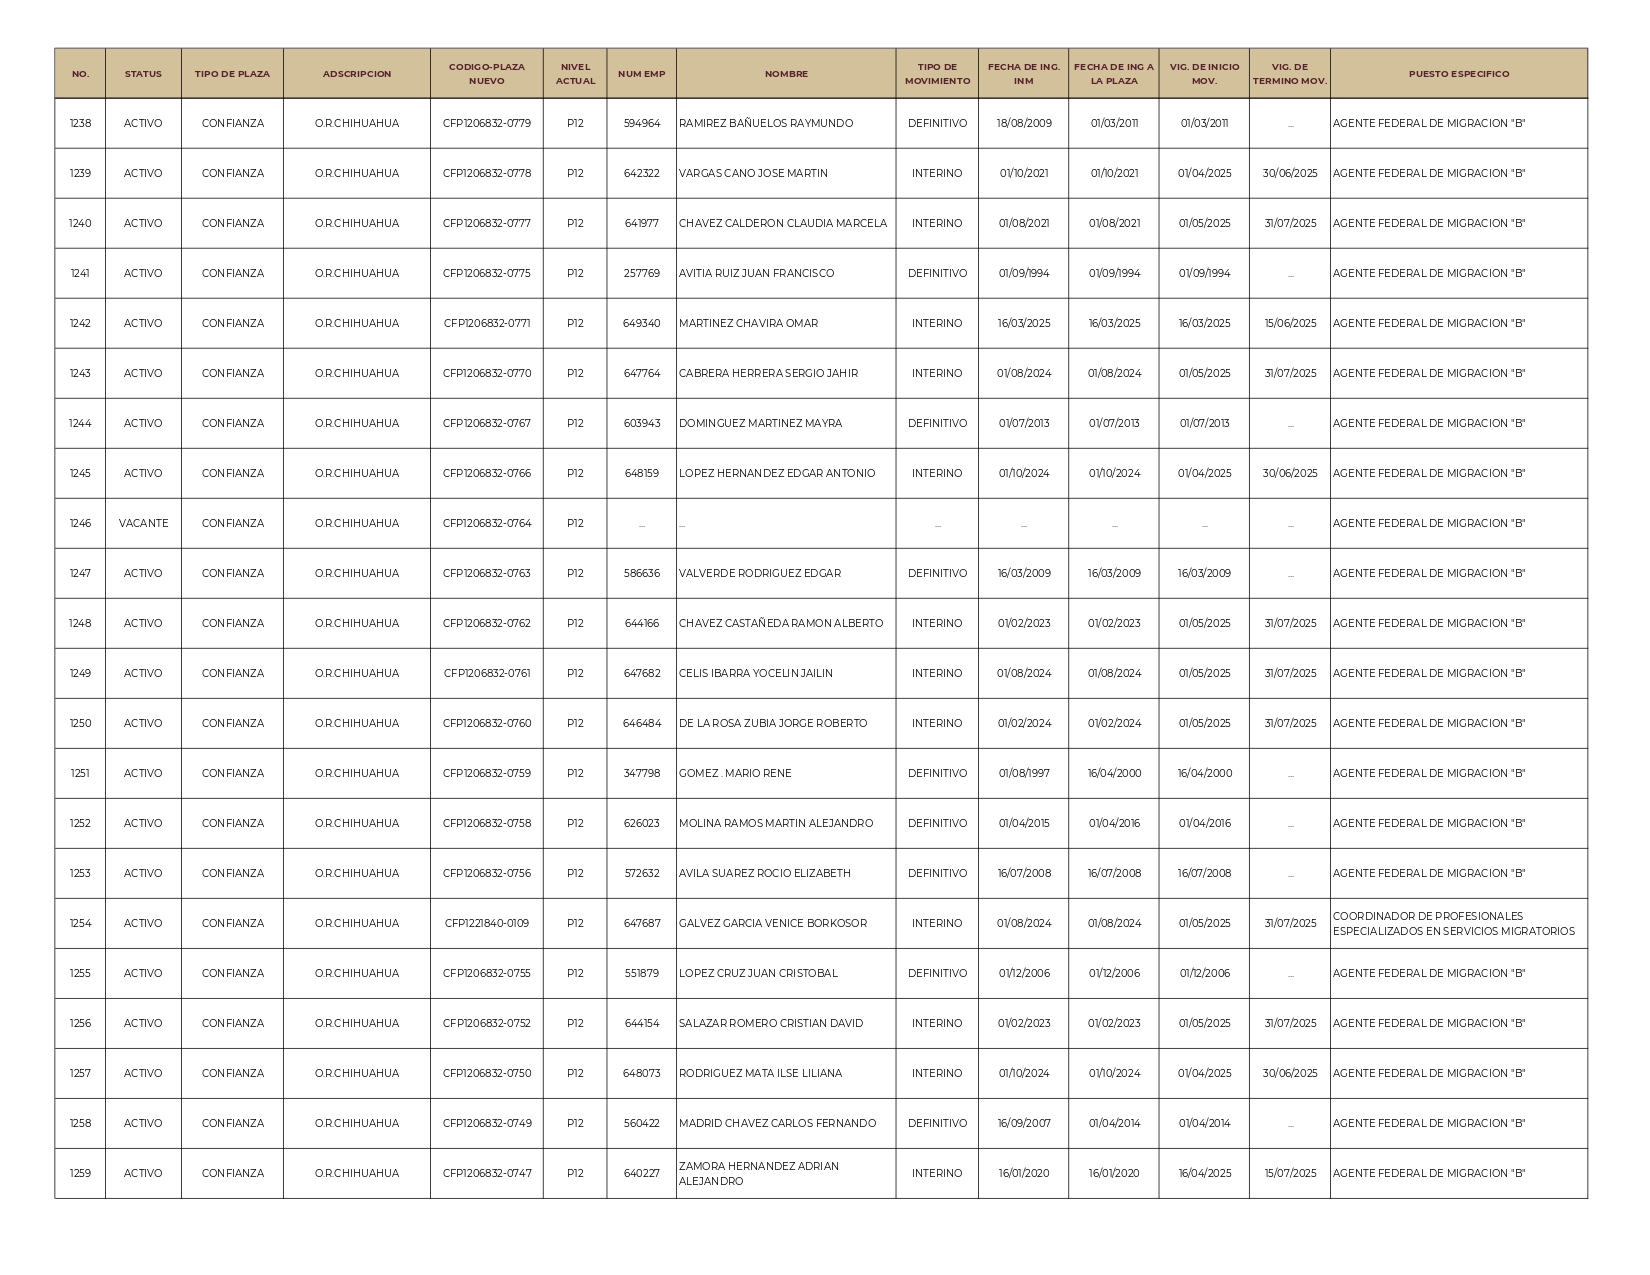 NO. STATUS TIPO DE PLAZA ADSCRIPCION CODIGO-PLAZA NUEVO NIVEL ACTUAL NUM EMP NOMBRE TIPO DE MOVIMIENTO FECHA DE ING. INM FECHA DE ING A LA PLAZA VIG. DE INICIO MOV. VIG. DE TERMINO MOV. PUESTO ESPECIFICO
1238 ACTIVO CONFIANZA O.R.CHIHUAHUA CFP1206832-0779 P12 594964 RAMIREZ BAÑUELOS RAYMUNDO DEFINITIVO 18/08/2009 01/03/2011 01/03/2011 ... AGENTE FEDERAL DE MIGRACION "B"
1239 ACTIVO CONFIANZA O.R.CHIHUAHUA CFP1206832-0778 P12 642322 VARGAS CANO JOSE MARTIN INTERINO 01/10/2021 01/10/2021 01/04/2025 30/06/2025 AGENTE FEDERAL DE MIGRACION "B"
1240 ACTIVO CONFIANZA O.R.CHIHUAHUA CFP1206832-0777 P12 641977 CHAVEZ CALDERON CLAUDIA MARCELA INTERINO 01/08/2021 01/08/2021 01/05/2025 31/07/2025 AGENTE FEDERAL DE MIGRACION "B"
1241 ACTIVO CONFIANZA O.R.CHIHUAHUA CFP1206832-0775 P12 257769 AVITIA RUIZ JUAN FRANCISCO DEFINITIVO 01/09/1994 01/09/1994 01/09/1994 ... AGENTE FEDERAL DE MIGRACION "B"
1242 ACTIVO CONFIANZA O.R.CHIHUAHUA CFP1206832-0771 P12 649340 MARTINEZ CHAVIRA OMAR INTERINO 16/03/2025 16/03/2025 16/03/2025 15/06/2025 AGENTE FEDERAL DE MIGRACION "B"
1243 ACTIVO CONFIANZA O.R.CHIHUAHUA CFP1206832-0770 P12 647764 CABRERA HERRERA SERGIO JAHIR INTERINO 01/08/2024 01/08/2024 01/05/2025 31/07/2025 AGENTE FEDERAL DE MIGRACION "B"
1244 ACTIVO CONFIANZA O.R.CHIHUAHUA CFP1206832-0767 P12 603943 DOMINGUEZ MARTINEZ MAYRA DEFINITIVO 01/07/2013 01/07/2013 01/07/2013 ... AGENTE FEDERAL DE MIGRACION "B"
1245 ACTIVO CONFIANZA O.R.CHIHUAHUA CFP1206832-0766 P12 648159 LOPEZ HERNANDEZ EDGAR ANTONIO INTERINO 01/10/2024 01/10/2024 01/04/2025 30/06/2025 AGENTE FEDERAL DE MIGRACION "B"
1246 VACANTE CONFIANZA O.R.CHIHUAHUA CFP1206832-0764 P12 ... ... ... ... ... ... ... AGENTE FEDERAL DE MIGRACION "B"
1247 ACTIVO CONFIANZA O.R.CHIHUAHUA CFP1206832-0763 P12 586636 VALVERDE RODRIGUEZ EDGAR DEFINITIVO 16/03/2009 16/03/2009 16/03/2009 ... AGENTE FEDERAL DE MIGRACION "B"
1248 ACTIVO CONFIANZA O.R.CHIHUAHUA CFP1206832-0762 P12 644166 CHAVEZ CASTAÑEDA RAMON ALBERTO INTERINO 01/02/2023 01/02/2023 01/05/2025 31/07/2025 AGENTE FEDERAL DE MIGRACION "B"
1249 ACTIVO CONFIANZA O.R.CHIHUAHUA CFP1206832-0761 P12 647682 CELIS IBARRA YOCELIN JAILIN INTERINO 01/08/2024 01/08/2024 01/05/2025 31/07/2025 AGENTE FEDERAL DE MIGRACION "B"
1250 ACTIVO CONFIANZA O.R.CHIHUAHUA CFP1206832-0760 P12 646484 DE LA ROSA ZUBIA JORGE ROBERTO INTERINO 01/02/2024 01/02/2024 01/05/2025 31/07/2025 AGENTE FEDERAL DE MIGRACION "B"
1251 ACTIVO CONFIANZA O.R.CHIHUAHUA CFP1206832-0759 P12 347798 GOMEZ . MARIO RENE DEFINITIVO 01/08/1997 16/04/2000 16/04/2000 ... AGENTE FEDERAL DE MIGRACION "B"
1252 ACTIVO CONFIANZA O.R.CHIHUAHUA CFP1206832-0758 P12 626023 MOLINA RAMOS MARTIN ALEJANDRO DEFINITIVO 01/04/2015 01/04/2016 01/04/2016 ... AGENTE FEDERAL DE MIGRACION "B"
1253 ACTIVO CONFIANZA O.R.CHIHUAHUA CFP1206832-0756 P12 572632 AVILA SUAREZ ROCIO ELIZABETH DEFINITIVO 16/07/2008 16/07/2008 16/07/2008 ... AGENTE FEDERAL DE MIGRACION "B"
1254 ACTIVO CONFIANZA O.R.CHIHUAHUA CFP1221840-0109 P12 647687 GALVEZ GARCIA VENICE BORKOSOR INTERINO 01/08/2024 01/08/2024 01/05/2025 31/07/2025 COORDINADOR DE PROFESIONALES
ESPECIALIZADOS EN SERVICIOS MIGRATORIOS
1255 ACTIVO CONFIANZA O.R.CHIHUAHUA CFP1206832-0755 P12 551879 LOPEZ CRUZ JUAN CRISTOBAL DEFINITIVO 01/12/2006 01/12/2006 01/12/2006 ... AGENTE FEDERAL DE MIGRACION "B"
1256 ACTIVO CONFIANZA O.R.CHIHUAHUA CFP1206832-0752 P12 644154 SALAZAR ROMERO CRISTIAN DAVID INTERINO 01/02/2023 01/02/2023 01/05/2025 31/07/2025 AGENTE FEDERAL DE MIGRACION "B"
1257 ACTIVO CONFIANZA O.R.CHIHUAHUA CFP1206832-0750 P12 648073 RODRIGUEZ MATA ILSE LILIANA INTERINO 01/10/2024 01/10/2024 01/04/2025 30/06/2025 AGENTE FEDERAL DE MIGRACION "B"
1258 ACTIVO CONFIANZA O.R.CHIHUAHUA CFP1206832-0749 P12 560422 MADRID CHAVEZ CARLOS FERNANDO DEFINITIVO 16/09/2007 01/04/2014 01/04/2014 ... AGENTE FEDERAL DE MIGRACION "B"
1259 ACTIVO CONFIANZA O.R.CHIHUAHUA CFP1206832-0747 P12 640227 ZAMORA HERNANDEZ ADRIAN ALEJANDRO INTERINO 16/01/2020 16/01/2020 16/04/2025 15/07/2025 AGENTE FEDERAL DE MIGRACION "B"